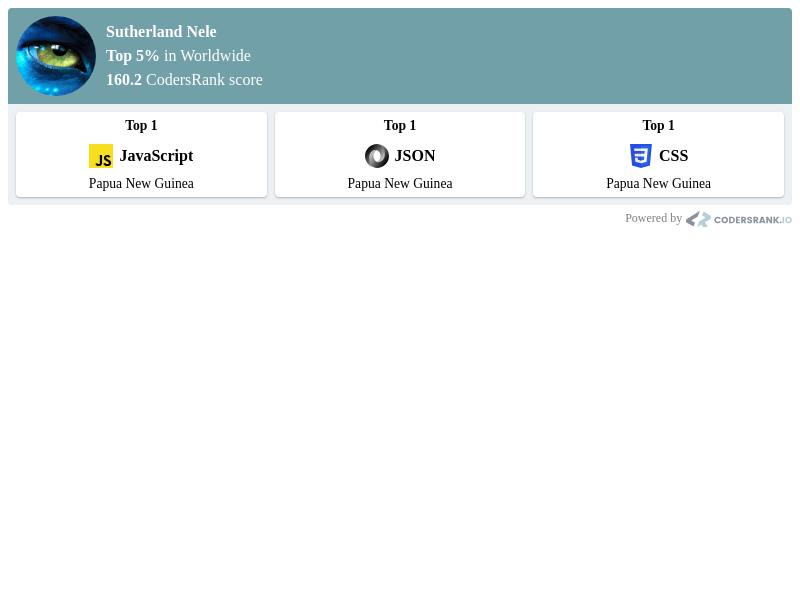 Sutherland Nele
Top 5% in Worldwide
160.2 CodersRank score
Top 1
JS JavaScript
Papua New Guinea
Top 1
JSON
Papua New Guinea
Top 1
CSS
Papua New Guinea
Powered by CODERSRANK.IO